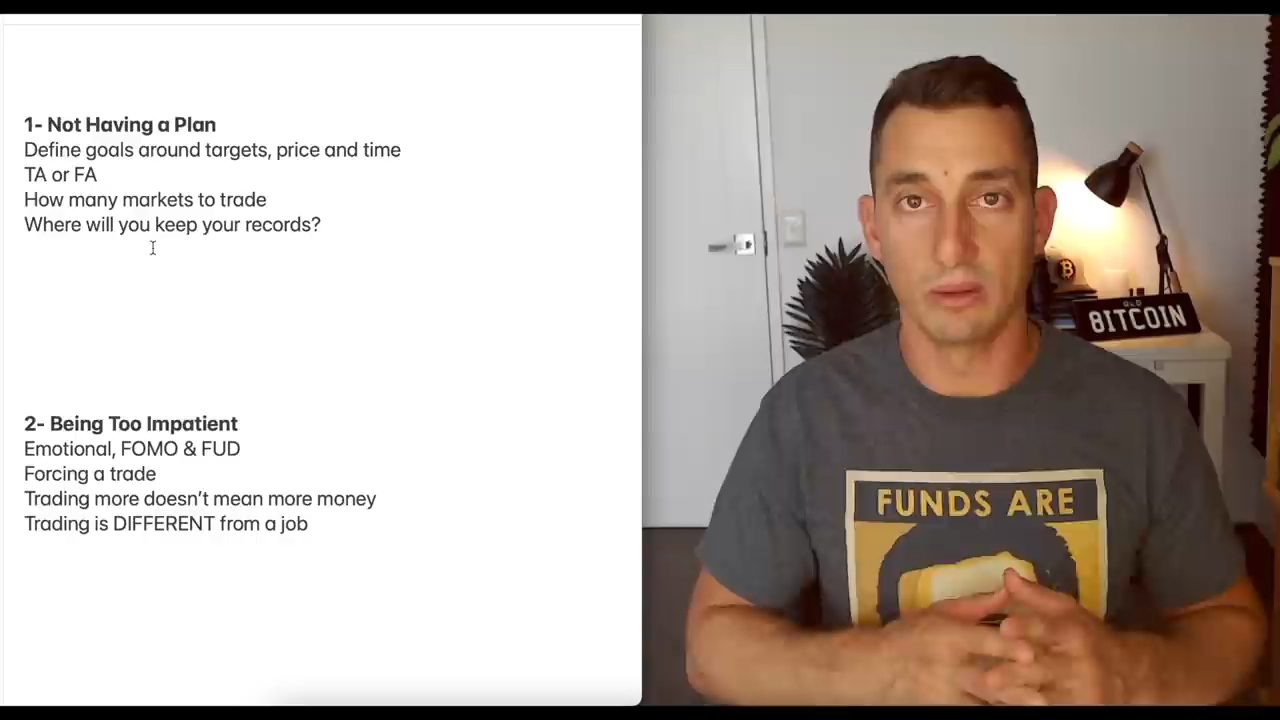 1- Not Having a Plan
Define goals around targets, price and time
TA or FA
How many markets to trade
Where will you keep your records?
2- Being Too Impatient
Emotional, FOMO & FUD
Forcing a trade
Trading more doesn’t mean more money
Trading is DIFFERENT from a job
QLD
BITCOIN
FUNDS ARE